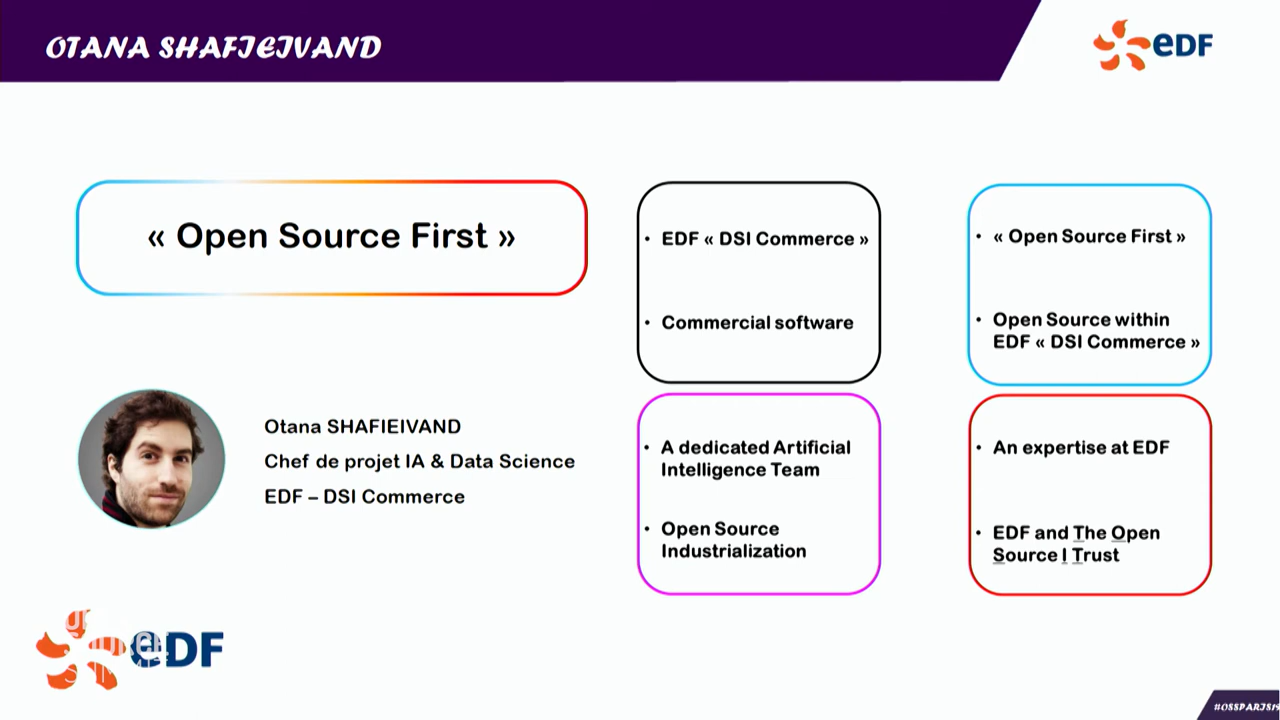 OTANA SHAFIEIVAND
eDF
« Open Source First »
Otana SHAFIEIVAND
Chef de projet IA & Data Science
EDF – DSI Commerce
• EDF « DSI Commerce »
• Commercial software
• « Open Source First »
• Open Source within
EDF « DSI Commerce »
• A dedicated Artificial
Intelligence Team
• Open Source
Industrialization
• An expertise at EDF
• EDF and The Open
Source I Trust
eDF